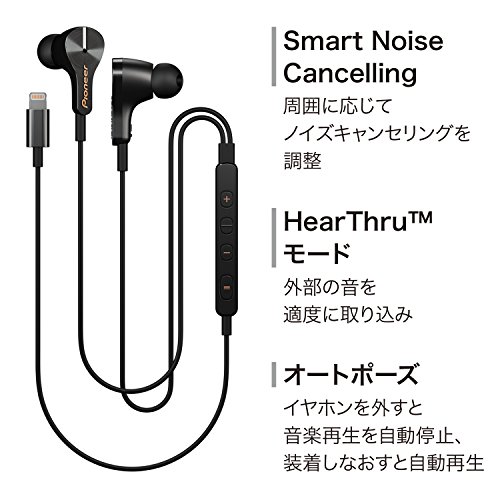 Pioneer
Smart Noise
Cancelling
周囲に応じて
ノイズキャンセリングを
調整
HearThru™
モード
外部の音を
適度に取り込み
オートポーズ
イヤホンを外すと
音楽再生を自動停止、
装着しなおすと自動再生